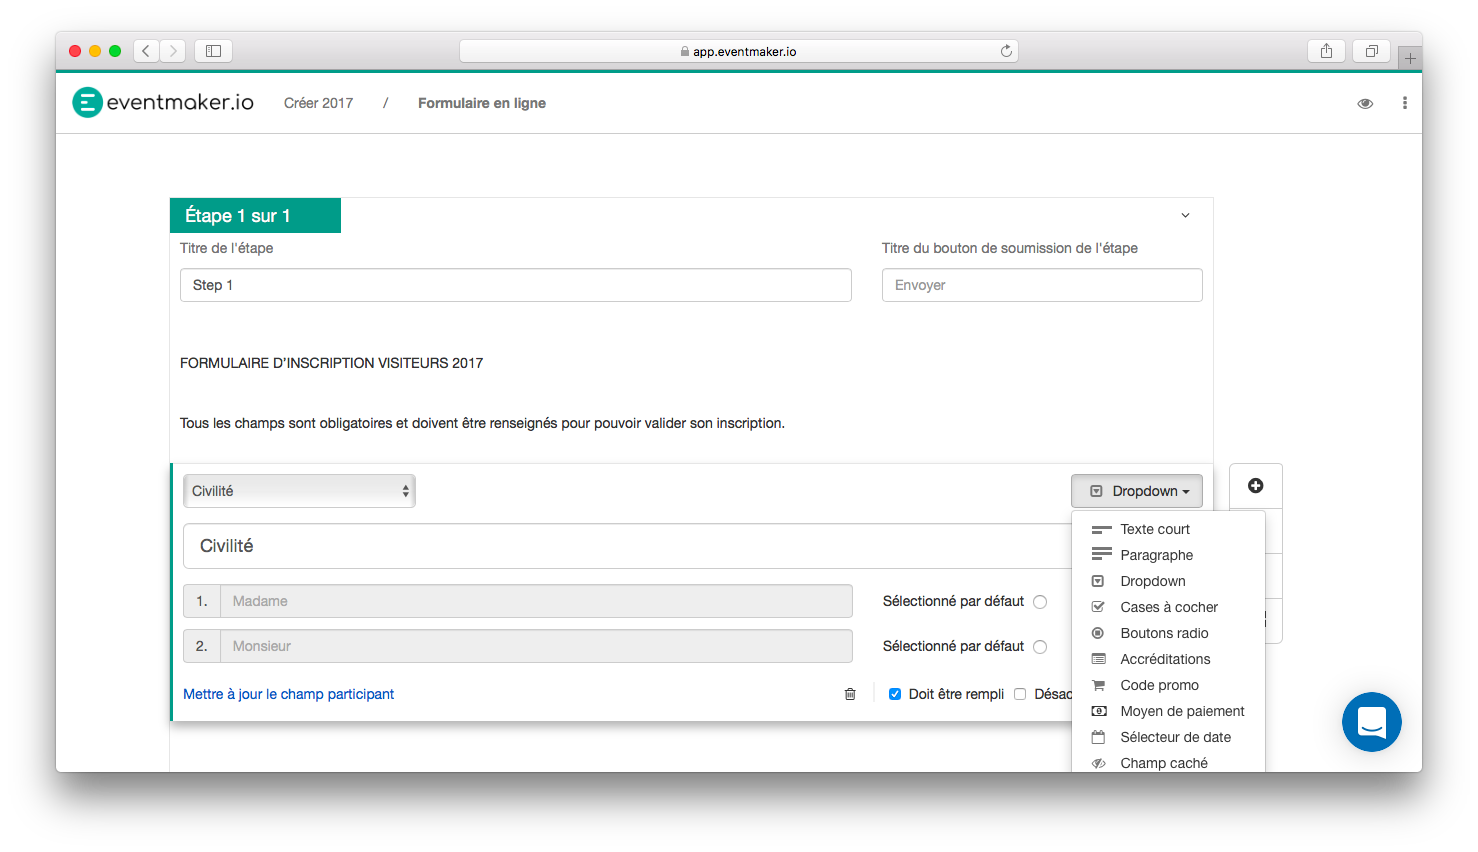 app.eventmaker.io
eventmaker.io Créer 2017 / Formulaire en ligne
Étape 1 sur 1
Titre de l'étape Titre du bouton de soumission de l'étape
Step 1 Envoyer
FORMULAIRE D'INSCRIPTION VISITEURS 2017
Tous les champs sont obligatoires et doivent être renseignés pour pouvoir valider son inscription.
Civilité Dropdown
Civilité
1. Madame Sélectionné par défaut
2. Monsieur Sélectionné par défaut
Mettre à jour le champ participant Doit être rempli Désac
Texte court
Paragraphe
Dropdown
Cases à cocher
Boutons radio
Accréditations
Code promo
Moyen de paiement
Sélecteur de date
Champ caché